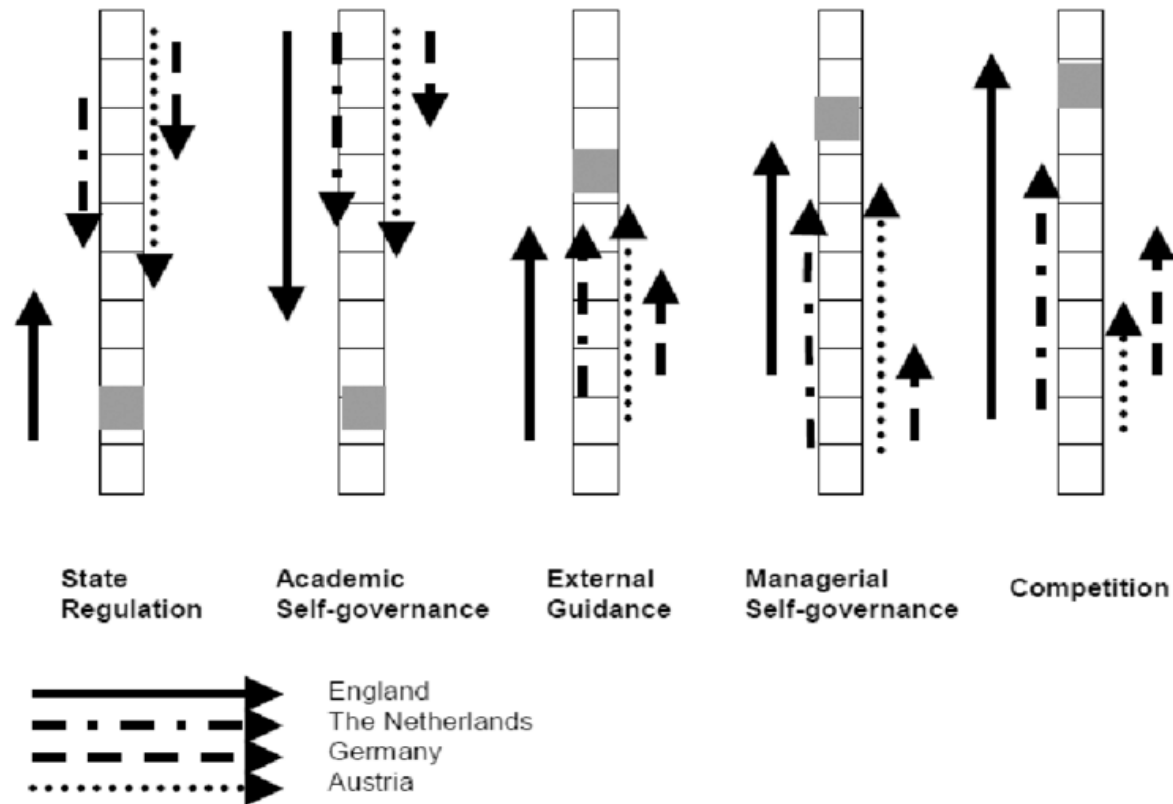 State
Regulation
Academic
Self-governance
External
Guidance
Managerial
Self-governance
Competition
England
The Netherlands
Germany
Austria